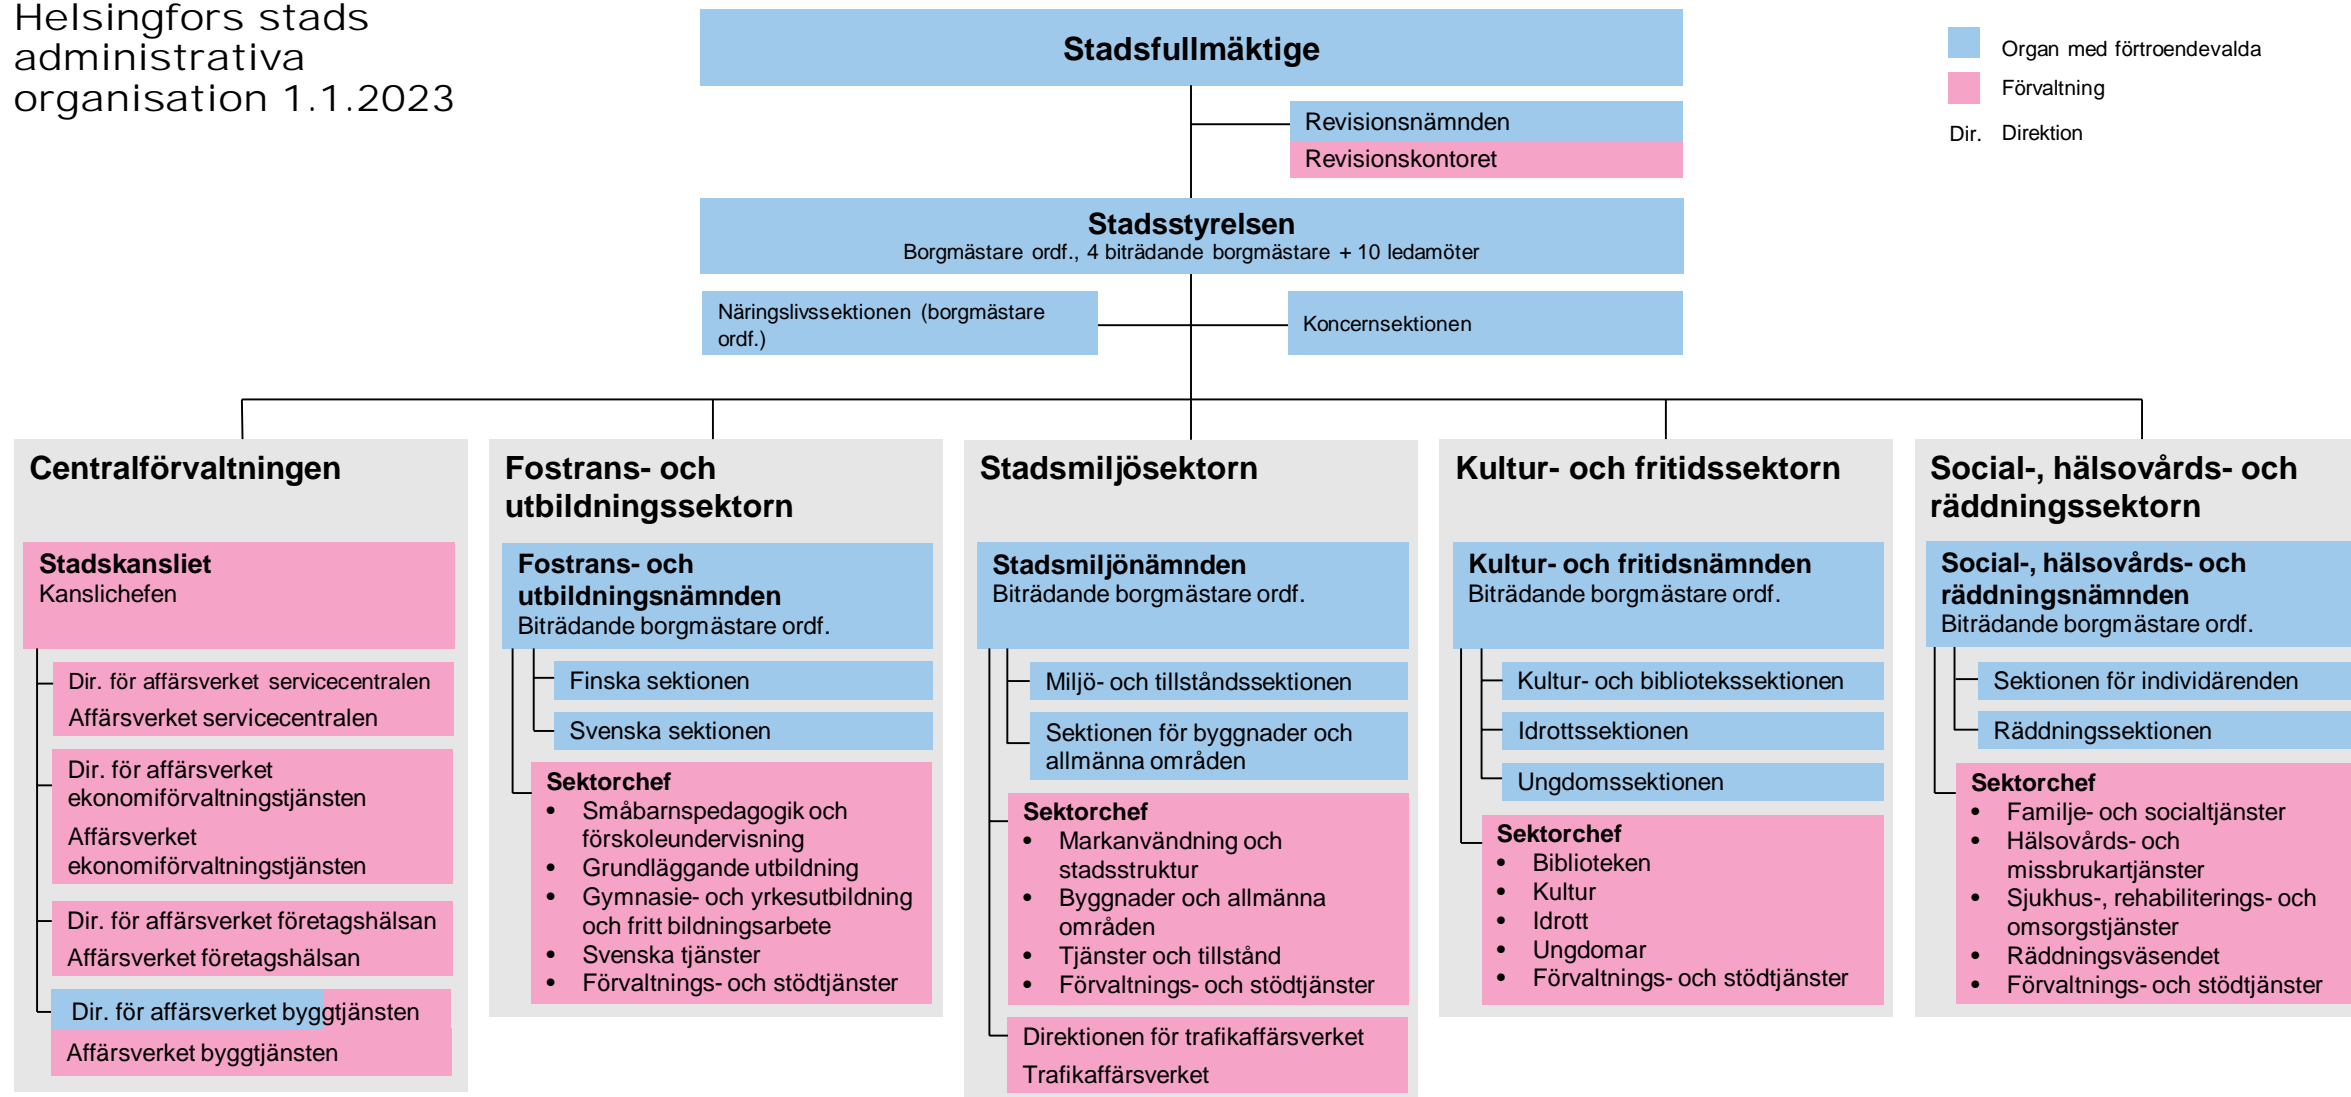 Helsingfors stads
administrativa
organisation 1.1.2023
Stadsfullmäktige
Organ med förtroendevalda
Förvaltning
Dir. Direktion
Revisionsnämnden
Revisionskontoret
Stadsstyrelsen
Borgmästare ordf., 4 biträdande borgmästare + 10 ledamöter
Näringslivssektionen (borgmästare
ordf.)
Koncernsektionen
Centralförvaltningen
Stadskansliet
Kanslichefen
Dir. för affärsverket servicecentralen
Affärsverket servicecentralen
Dir. för affärsverket
ekonomiförvaltningstjänsten
Affärsverket
ekonomiförvaltningstjänsten
Dir. för affärsverket företagshälsan
Affärsverket företagshälsan
Dir. för affärsverket byggtjänsten
Affärsverket byggtjänsten
Fostrans- och
utbildningssektorn
Fostrans- och
utbildningsnämnden
Biträdande borgmästare ordf.
Finska sektionen
Svenska sektionen
Sektorchef
• Småbarnspedagogik och
förskoleundervisning
• Grundläggande utbildning
• Gymnasie- och yrkesutbildning
och fritt bildningsarbete
• Svenska tjänster
• Förvaltnings- och stödtjänster
Stadsmiljösektorn
Stadsmiljönämnden
Biträdande borgmästare ordf.
Miljö- och tillståndssektionen
Sektionen för byggnader och
allmänna områden
Sektorchef
• Markanvändning och
stadsstruktur
• Byggnader och allmänna
områden
• Tjänster och tillstånd
• Förvaltnings- och stödtjänster
Direktionen för trafikaffärsverket
Trafikaffärsverket
Kultur- och fritidssektorn
Kultur- och fritidsnämnden
Biträdande borgmästare ordf.
Kultur- och bibliotekssektionen
Idrottssektionen
Ungdomssektionen
Sektorchef
• Biblioteken
• Kultur
• Idrott
• Ungdomar
• Förvaltnings- och stödtjänster
Social-, hälsovårds- och
räddningssektorn
Social-, hälsovårds- och
räddningsnämnden
Biträdande borgmästare ordf.
Sektionen för individärenden
Räddningssektionen
Sektorchef
• Familje- och socialtjänster
• Hälsovårds- och
missbrukartjänster
• Sjukhus-, rehabiliterings- och
omsorgstjänster
• Räddningsväsendet
• Förvaltnings- och stödtjänster